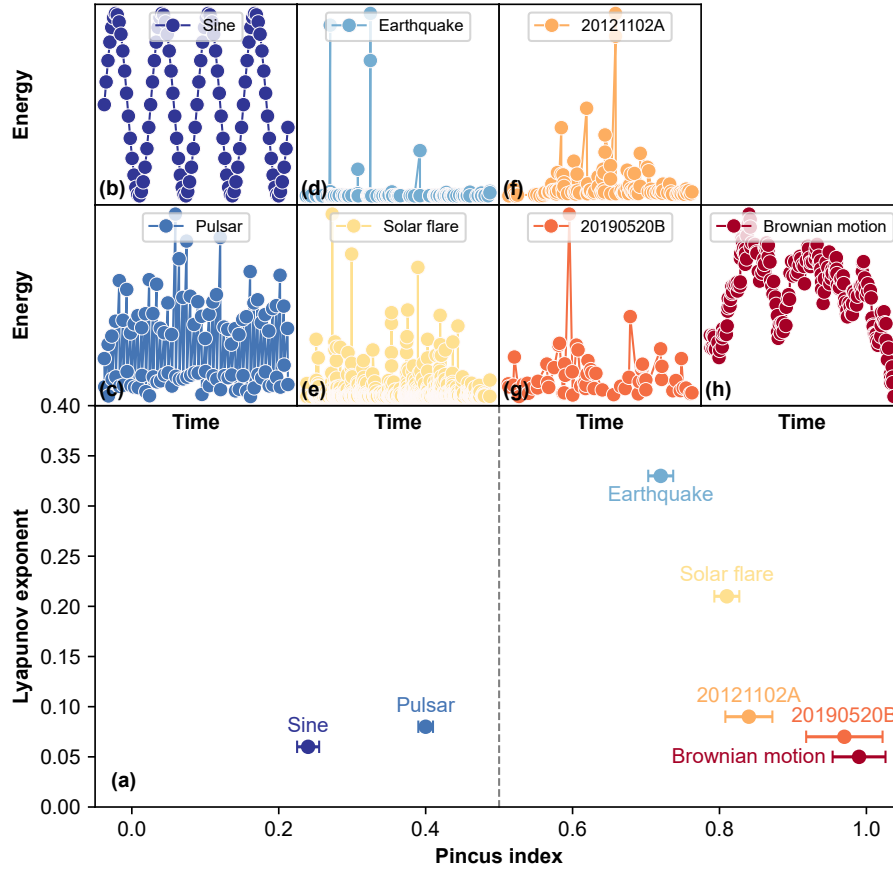 Sine
Earthquake
20121102A
Energy
(b)
(d)
(f)
Pulsar
Solar flare
20190520B
Brownian motion
Energy
(c)
(e)
(g)
(h)
Time
Time
Time
Time
0.40
0.35
0.30
0.25
0.20
0.15
0.10
0.05
0.00
Lyapunov exponent
Earthquake
Solar flare
20121102A
Pulsar
20190520B
Sine
Brownian motion
(a)
0.0 0.2 0.4 0.6 0.8 1.0
Pincus index